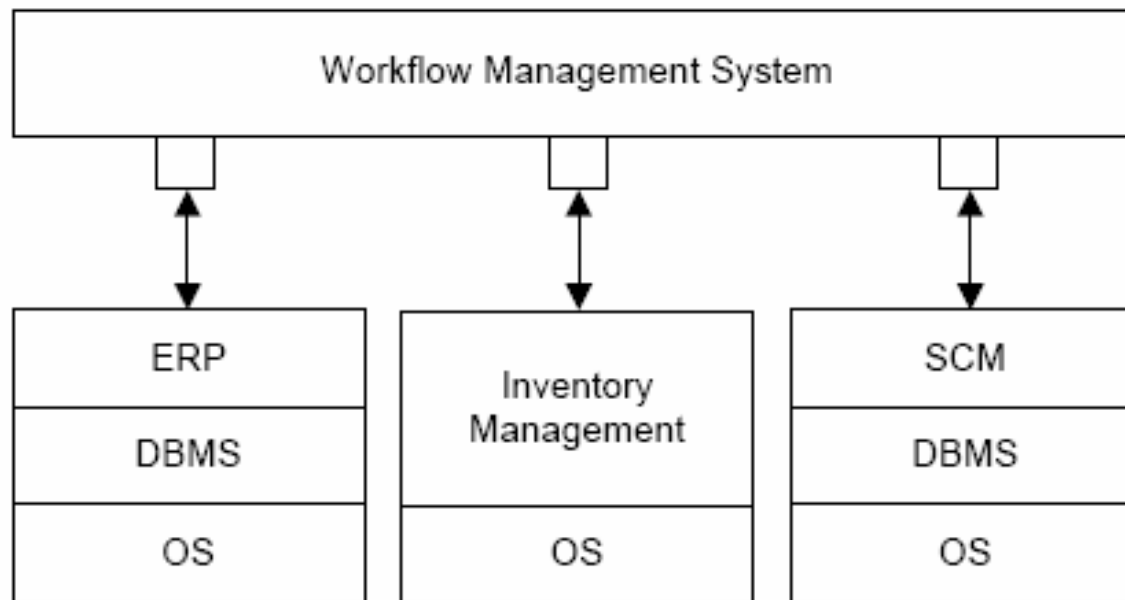 Workflow Management System
ERP
Inventory
Management
SCM
DBMS
DBMS
OS
OS
OS